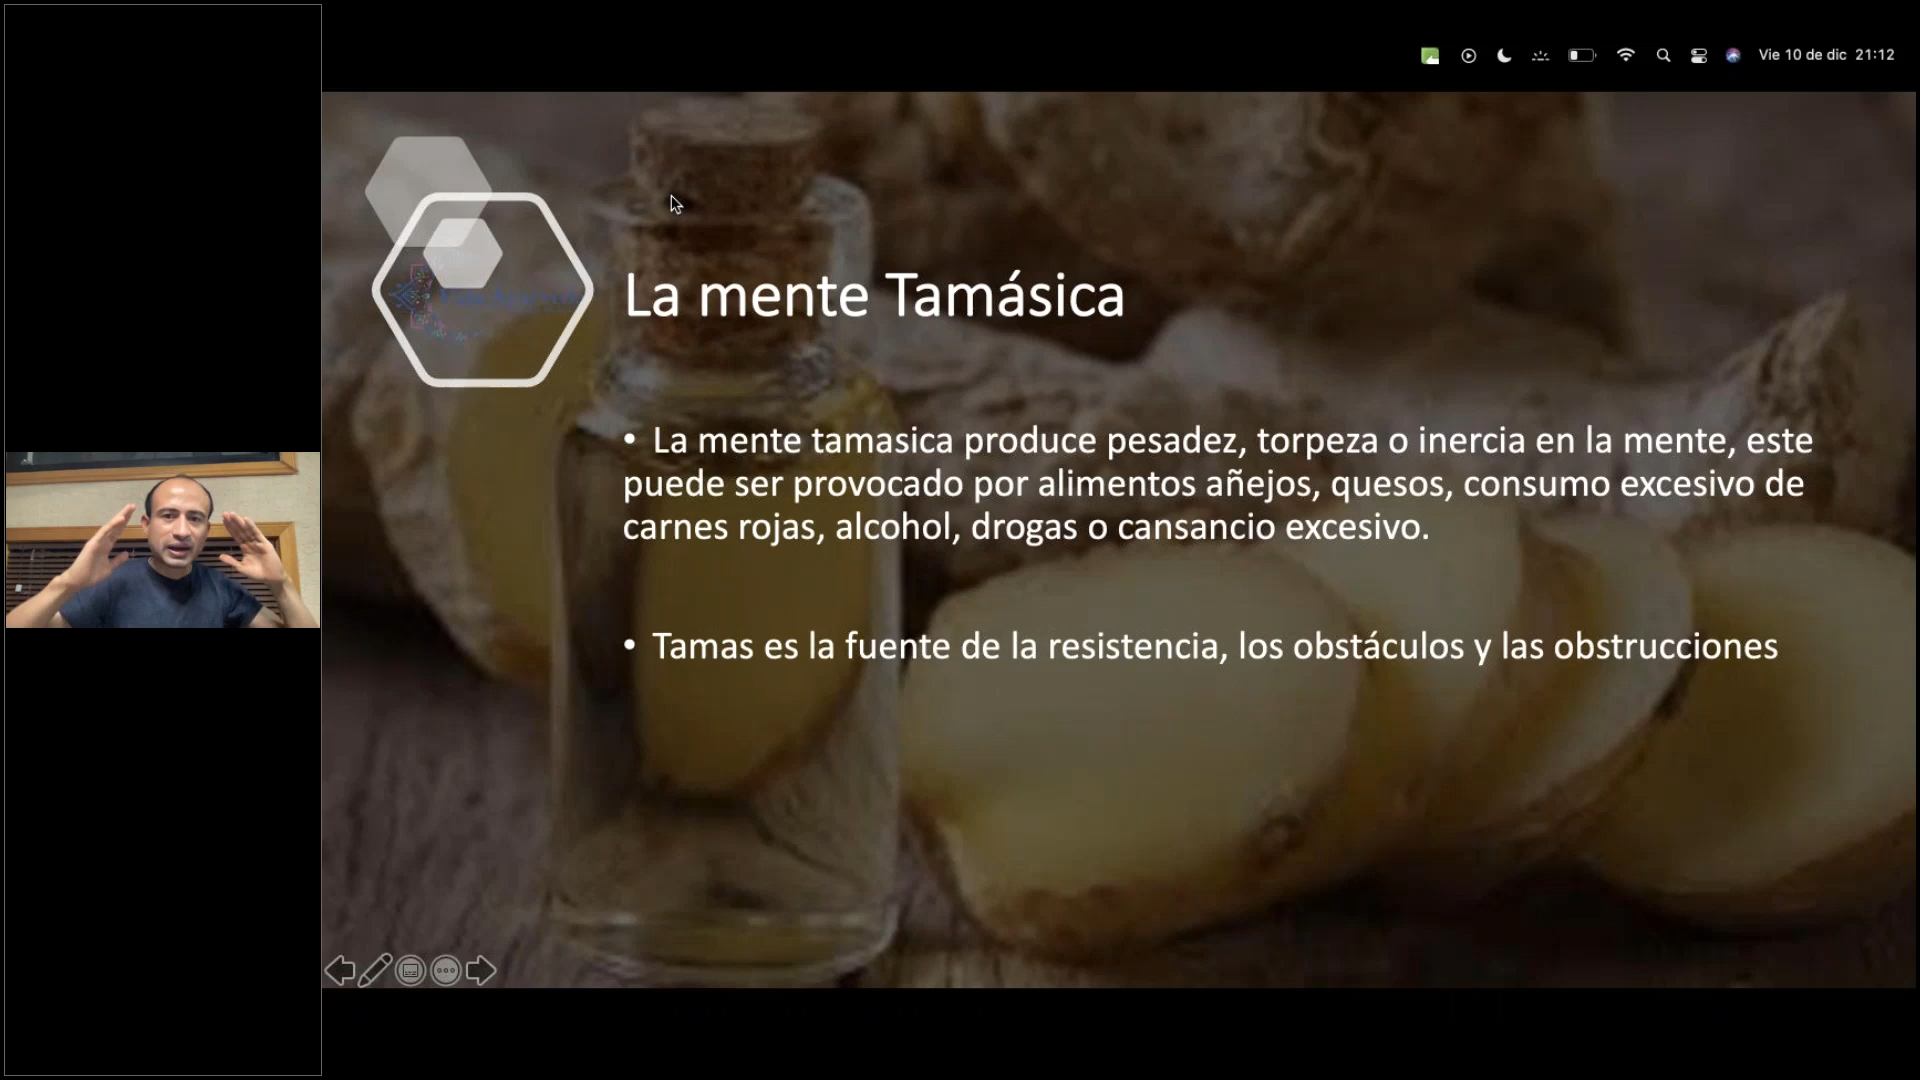 Vie 10 de dic 21:12
La mente Tamásica
• La mente tamasica produce pesadez, torpeza o inercia en la mente, este
puede ser provocado por alimentos añejos, quesos, consumo excesivo de
carnes rojas, alcohol, drogas o cansancio excesivo.
• Tamas es la fuente de la resistencia, los obstáculos y las obstrucciones